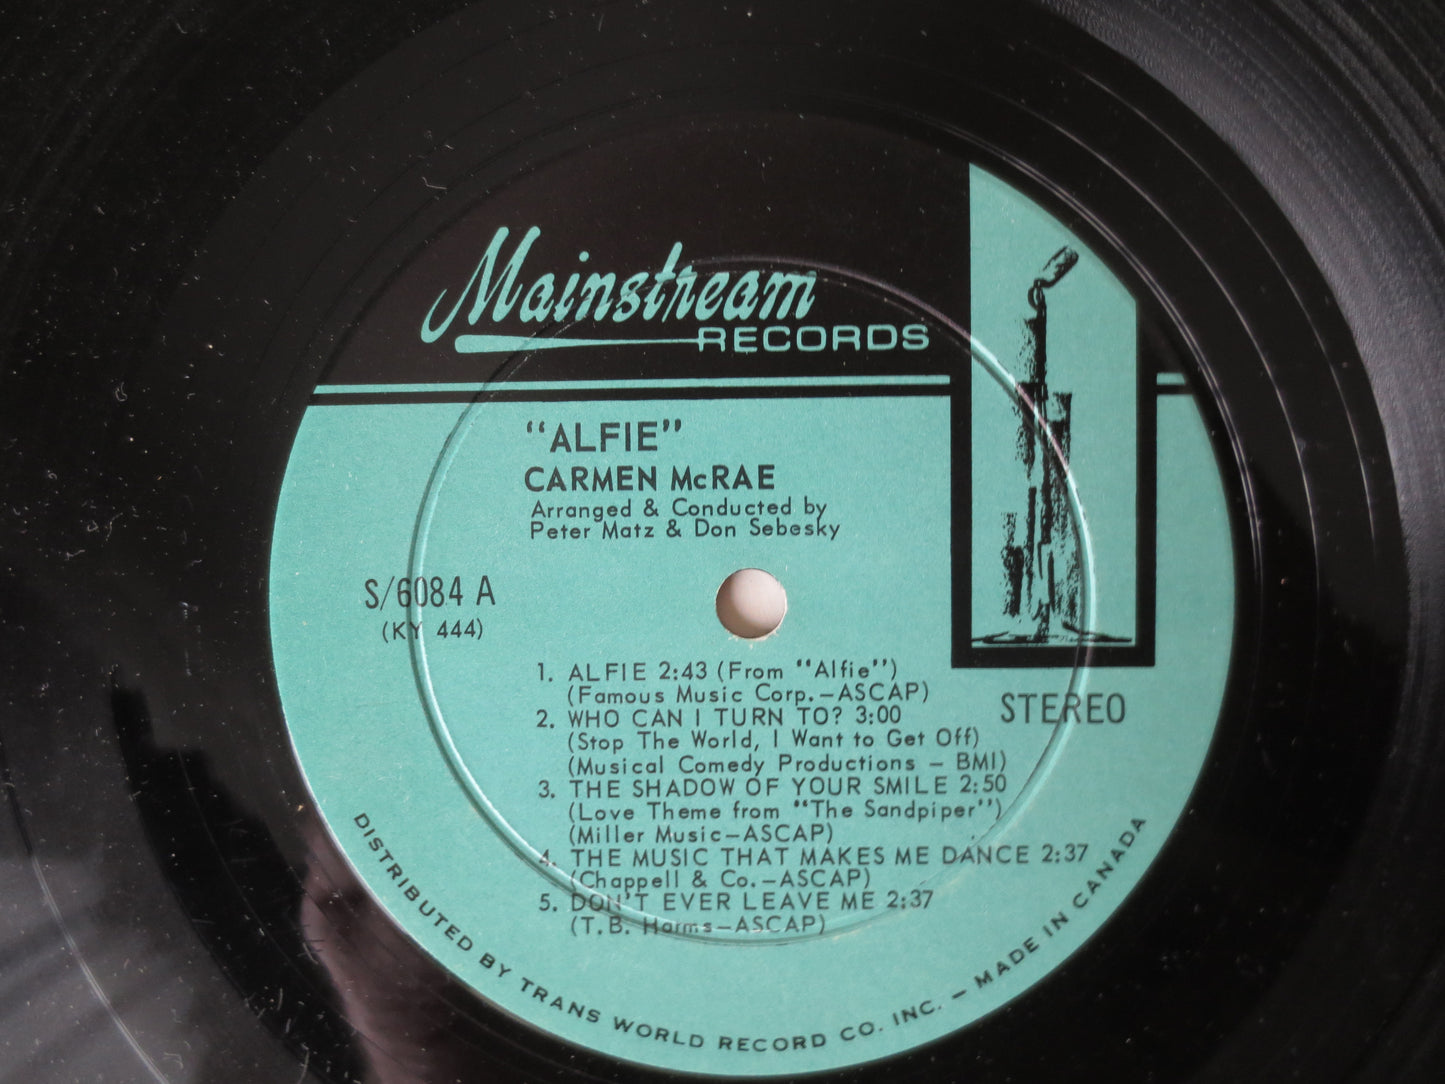 Mainstream
RECORDS
"ALFIE"
CARMEN McRAE
Arranged & Conducted by
Peter Matz & Don Sebesky
S/6084 A
(KY 444)
1. ALFIE 2:43 (From "Alfie")
(Famous Music Corp.—ASCAP)
2. WHO CAN I TURN TO? 3:00
(Stop The World, I Want to Get Off)
(Musical Comedy Productions – BMI)
3. THE SHADOW OF YOUR SMILE 2:50
(Love Theme from "The Sandpiper")
(Miller Music—ASCAP)
4. THE MUSIC THAT MAKES ME DANCE 2:37
(Chappell & Co.—ASCAP)
5. DON'T EVER LEAVE ME 2:37
(T.B. Harms—ASCAP)
STEREO
DISTRIBUTED BY TRANS WORLD RECORD CO. INC. — MADE IN CANADA